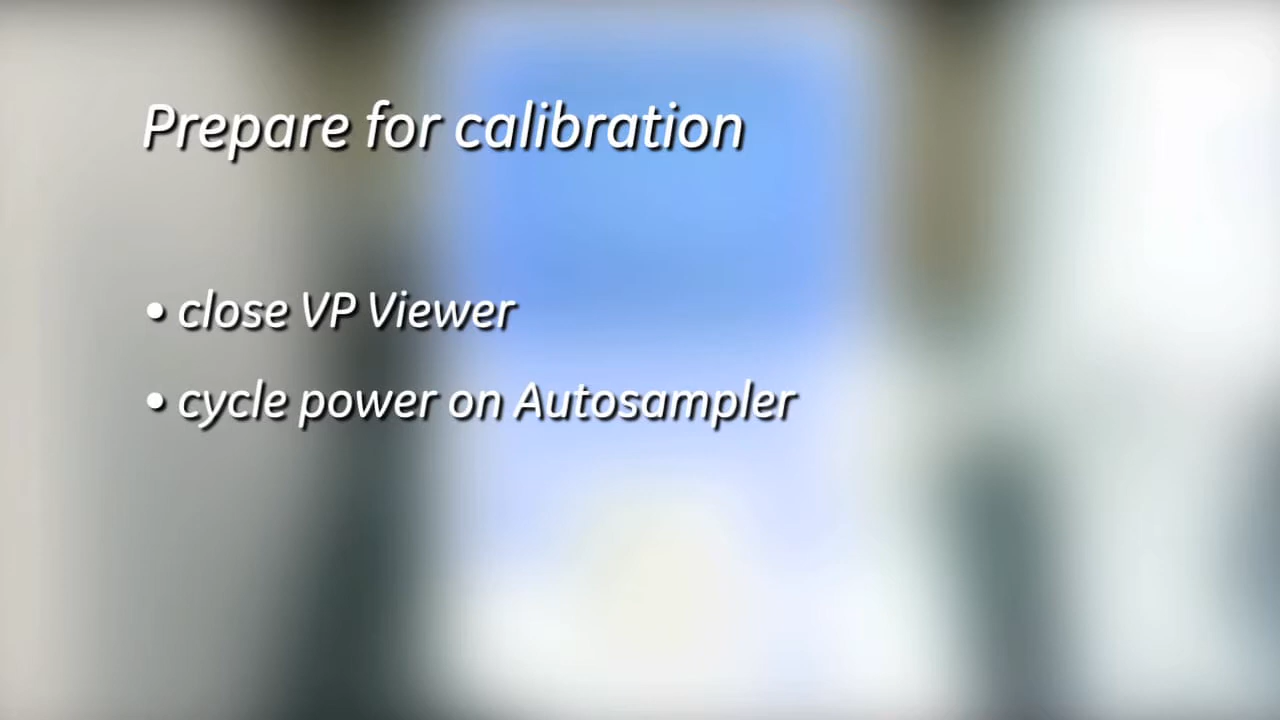 Prepare for calibration
• close VP Viewer
• cycle power on Autosampler